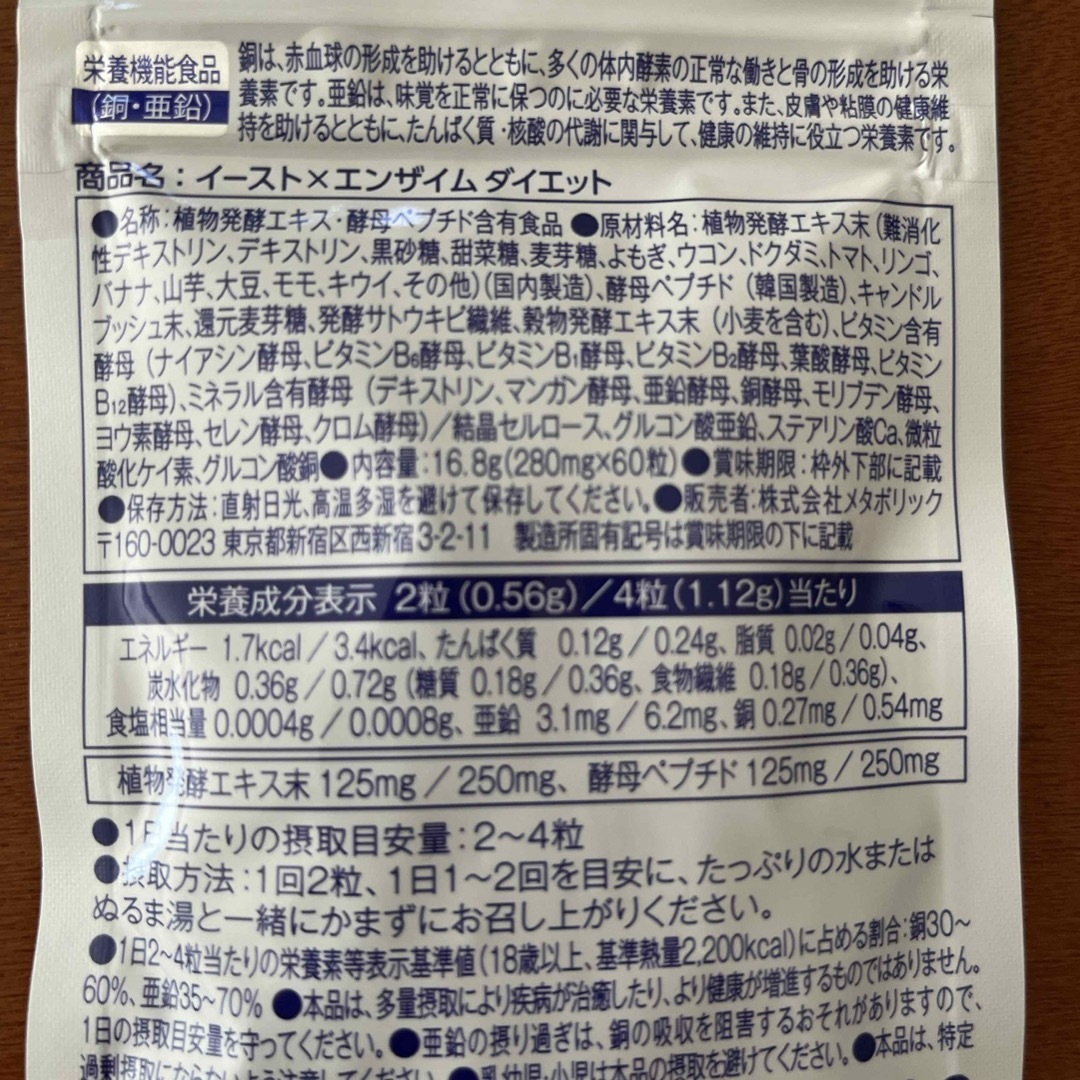 栄養機能食品
(銅・亜鉛)
銅は、赤血球の形成を助けるとともに、多くの体内酵素の正常な働きと骨の形成を助ける栄
養素です。亜鉛は、味覚を正常に保つのに必要な栄養素です。また、皮膚や粘膜の健康維
持を助けるとともに、たんぱく質・核酸の代謝に関与して、健康の維持に役立つ栄養素です。
商品名：イースト×エンザイム ダイエット
●名称：植物発酵エキス・酵母ペプチド含有食品 ●原材料名：植物発酵エキス末（難消化
性デキストリン、デキストリン、黒砂糖、甜菜糖、麦芽糖、よもぎ、ウコン、ドクダミ、トマト、リンゴ、
バナナ、山芋、大豆、モモ、キウイ、その他）（国内製造）、酵母ペプチド（韓国製造）、キャンドル
ブッシュ末、還元麦芽糖、発酵サトウキビ繊維、穀物発酵エキス末（小麦を含む）、ビタミン含有
酵母（ナイアシン酵母、ビタミンB₆酵母、ビタミンB₁酵母、ビタミンB₂酵母、葉酸酵母、ビタミン
B₁₂酵母）、ミネラル含有酵母（デキストリン、マンガン酵母、亜鉛酵母、銅酵母、モリブデン酵母、
ヨウ素酵母、セレン酵母、クロム酵母）／結晶セルロース、グルコン酸亜鉛、ステアリン酸Ca、微粒
酸化ケイ素、グルコン酸銅●内容量：16.8g(280mg×60粒)●賞味期限：枠外下部に記載
●保存方法：直射日光、高温多湿を避けて保存してください。●販売者：株式会社メタボリック
〒160-0023 東京都新宿区西新宿3-2-11 製造所固有記号は賞味期限の下に記載
栄養成分表示 2粒（0.56g）／4粒（1.12g）当たり
エネルギー 1.7kcal／3.4kcal、たんぱく質 0.12g／0.24g、脂質 0.02g／0.04g、
炭水化物 0.36g／0.72g（糖質 0.18g／0.36g、食物繊維 0.18g／0.36g）、
食塩相当量 0.0004g／0.0008g、亜鉛 3.1mg／6.2mg、銅 0.27mg／0.54mg
植物発酵エキス末 125mg／250mg、酵母ペプチド 125mg／250mg
●1日当たりの摂取目安量：2～4粒
●摂取方法：1回2粒、1日1～2回を目安に、たっぷりの水または
ぬるま湯と一緒にかまずにお召し上がりください。
●1日2～4粒当たりの栄養素等表示基準値（18歳以上、基準熱量2,200kcal）に占める割合：銅30～
60%、亜鉛35～70% ●本品は、多量摂取により疾病が治癒したり、より健康が増進するものではありません。
1日の摂取目安量を守ってください。●亜鉛の摂り過ぎは、銅の吸収を阻害するおそれがありますので、
過剰摂取にならないよう注意してください。●乳幼児・小児は本品の摂取を避けてください。●本品は、特定